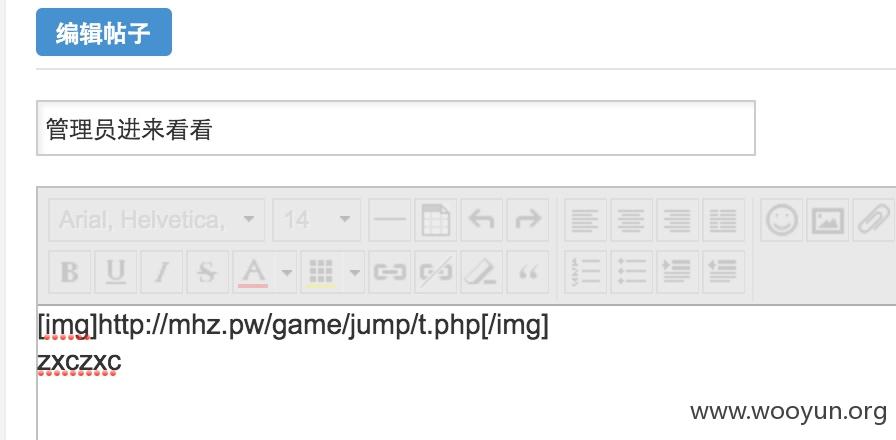 编辑帖子
管理员进来看看
Arial, Helvetica, 14
B U I S A
[img]http://mhz.pw/game/jump/t.php[/img]
zxczxc
www.wooyun.org